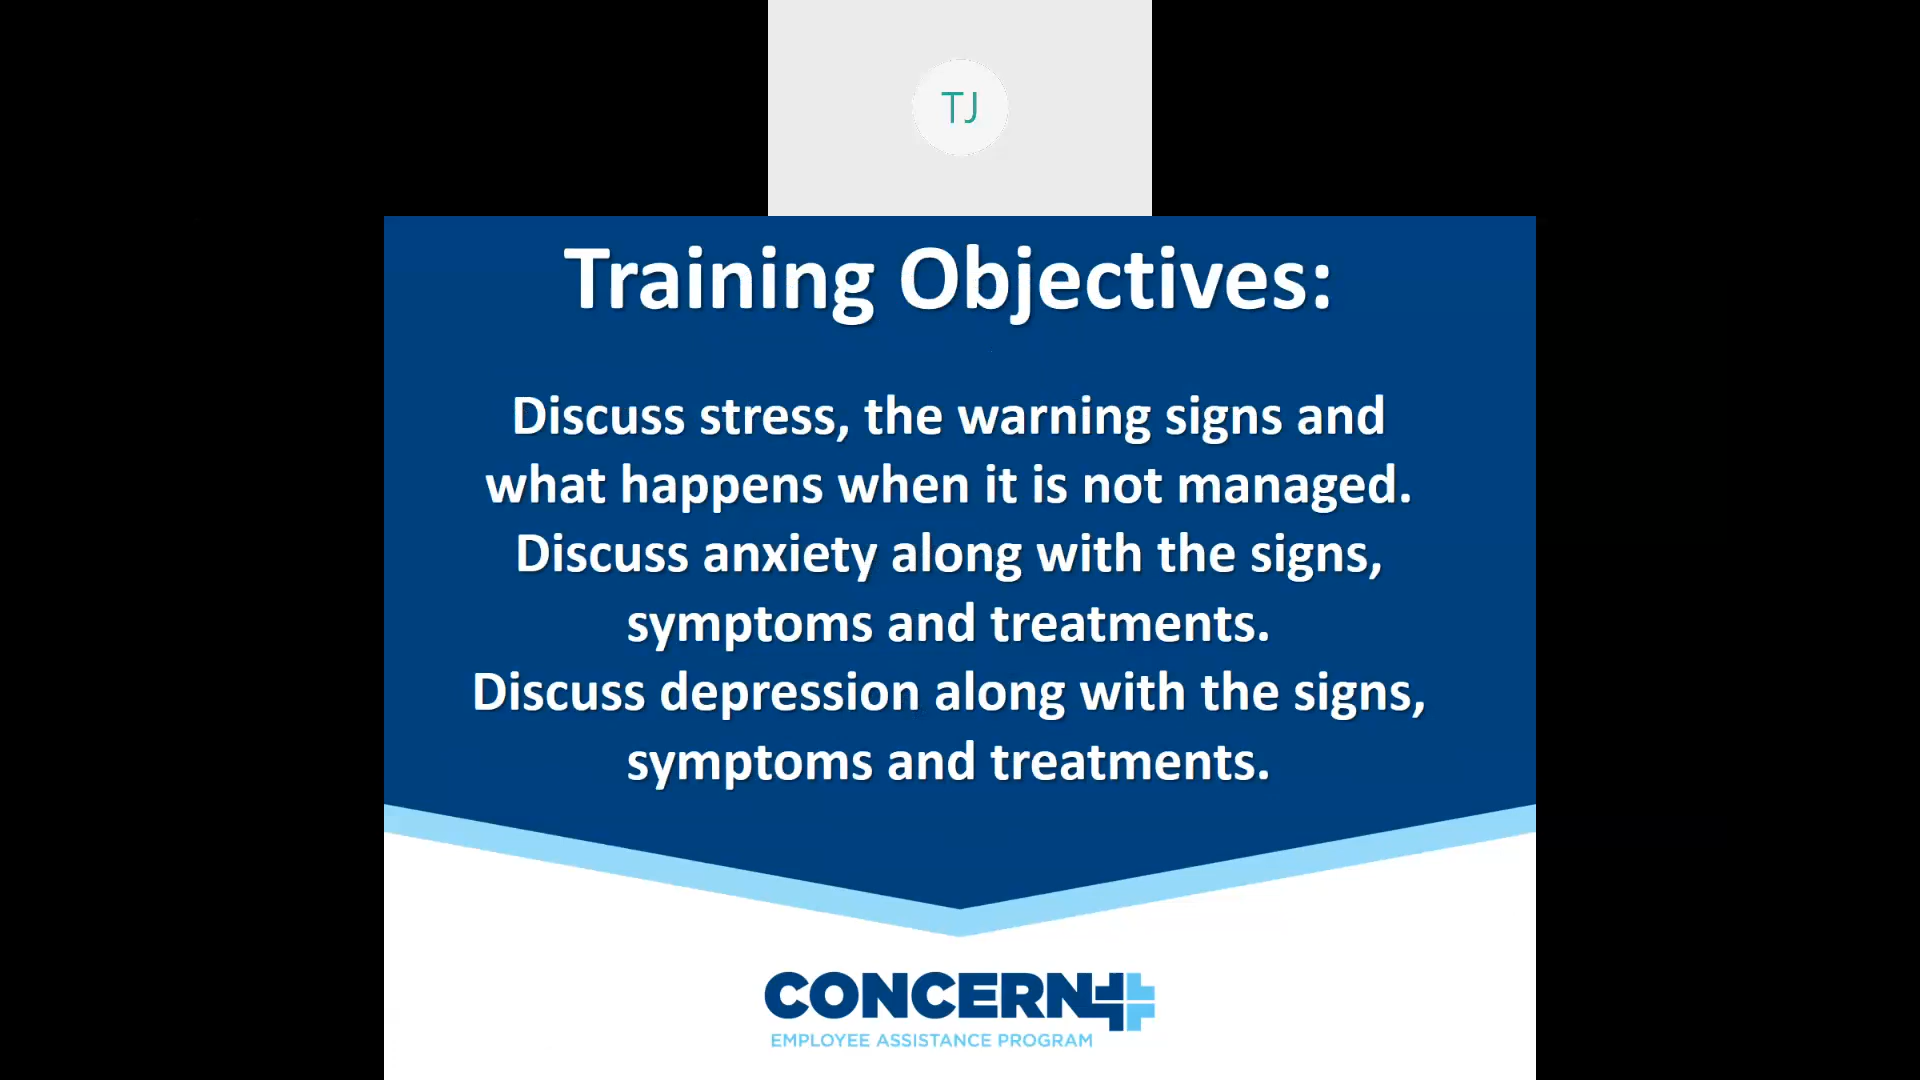 TJ
Training Objectives:
Discuss stress, the warning signs and
what happens when it is not managed.
Discuss anxiety along with the signs,
symptoms and treatments.
Discuss depression along with the signs,
symptoms and treatments.
CONCERN
EMPLOYEE ASSISTANCE PROGRAM